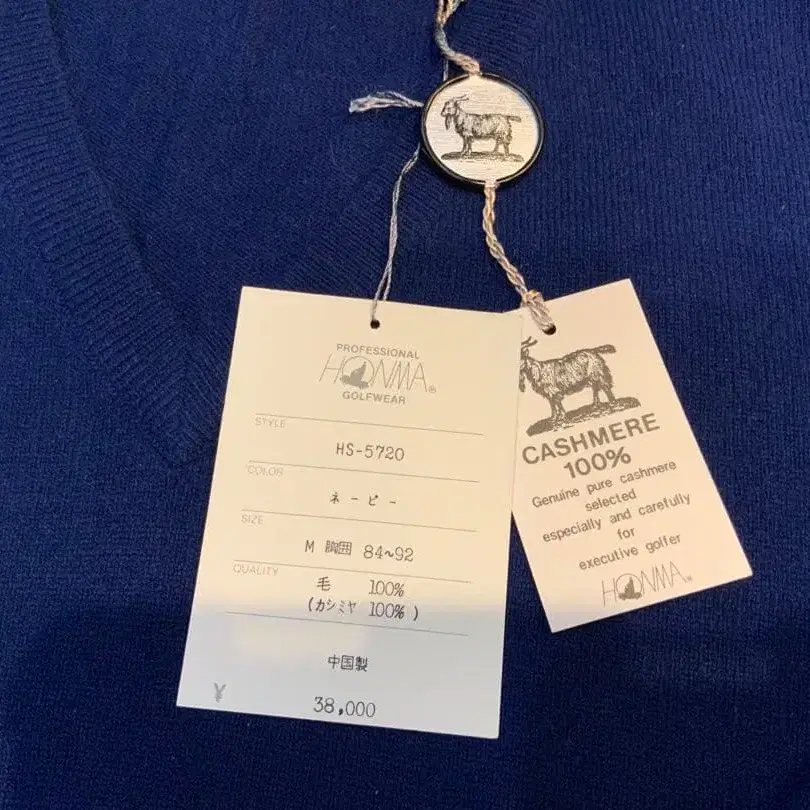 PROFESSIONAL
HONMA®
GOLFWEAR
STYLE
HS-5720
COLOR
ネービー
SIZE
M 胸囲 84~92
QUALITY
毛 100%
(カシミヤ 100%)
中国製
¥ 38,000
CASHMERE
100%
Genuine pure cashmere
selected
especially and carefully
for
executive golfer
HONMA®